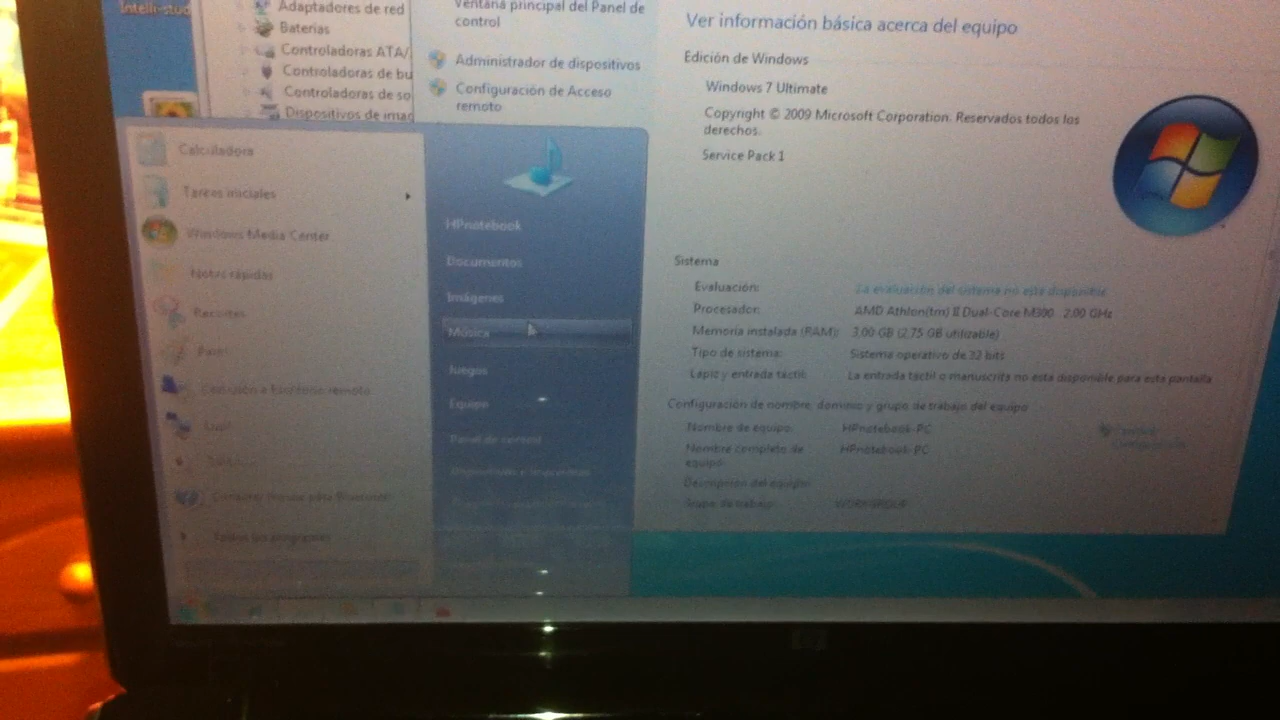 Intelli-stud
Adaptadores de red
Baterías
Controladoras ATA/
Controladoras de bu
Controladoras de so
Dispositivos de imag
Ventana principal del Panel de
control
Administrador de dispositivos
Configuración de Acceso
remoto
Ver información básica acerca del equipo
Edición de Windows
Windows 7 Ultimate
Copyright © 2009 Microsoft Corporation. Reservados todos los
derechos.
Service Pack 1
Sistema
Evaluación: La evaluación del sistema no está disponible
Procesador: AMD Athlon(tm) II Dual-Core M300 2.00 GHz
Memoria instalada (RAM): 3,00 GB (2,75 GB utilizable)
Tipo de sistema: Sistema operativo de 32 bits
Lápiz y entrada táctil: La entrada táctil o manuscrita no está disponible para esta pantalla
Configuración de nombre, dominio y grupo de trabajo del equipo
Nombre de equipo: HPnotebook-PC
Nombre completo de HPnotebook-PC
equipo:
Descripción del equipo:
Grupo de trabajo: WORKGROUP
Calculadora
Tareas iniciales
Windows Media Center
Notas rápidas
Recortes
Paint
Conexión a Escritorio remoto
Todos los programas
HPnotebook
Documentos
Imágenes
Música
Juegos
Equipo
Panel de control
Dispositivos e impresoras